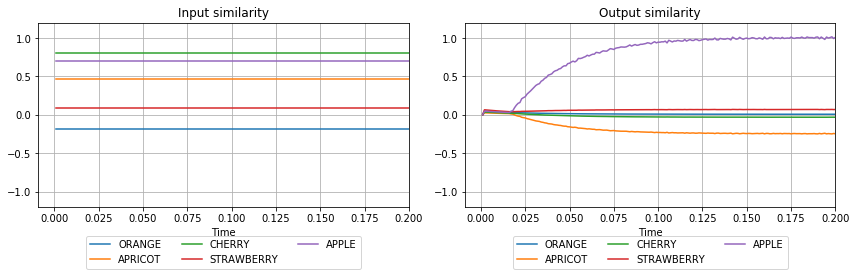 Input similarity
1.0
0.5
0.0
−0.5
−1.0
0.000 0.025 0.050 0.075 0.100 0.125 0.150 0.175 0.200
Time
ORANGE CHERRY APPLE
APRICOT STRAWBERRY
Output similarity
1.0
0.5
0.0
−0.5
−1.0
0.000 0.025 0.050 0.075 0.100 0.125 0.150 0.175 0.200
Time
ORANGE CHERRY APPLE
APRICOT STRAWBERRY